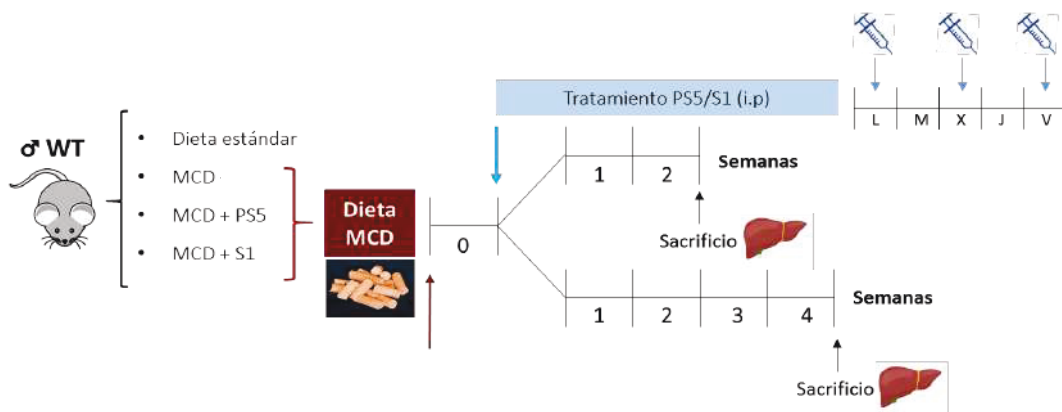 L M X J V
Tratamiento PS5/S1 (i.p)
♂ WT
• Dieta estándar
• MCD
• MCD + PS5
• MCD + S1
Dieta
MCD
0
1 2
Semanas
Sacrificio
1 2 3 4
Semanas
Sacrificio